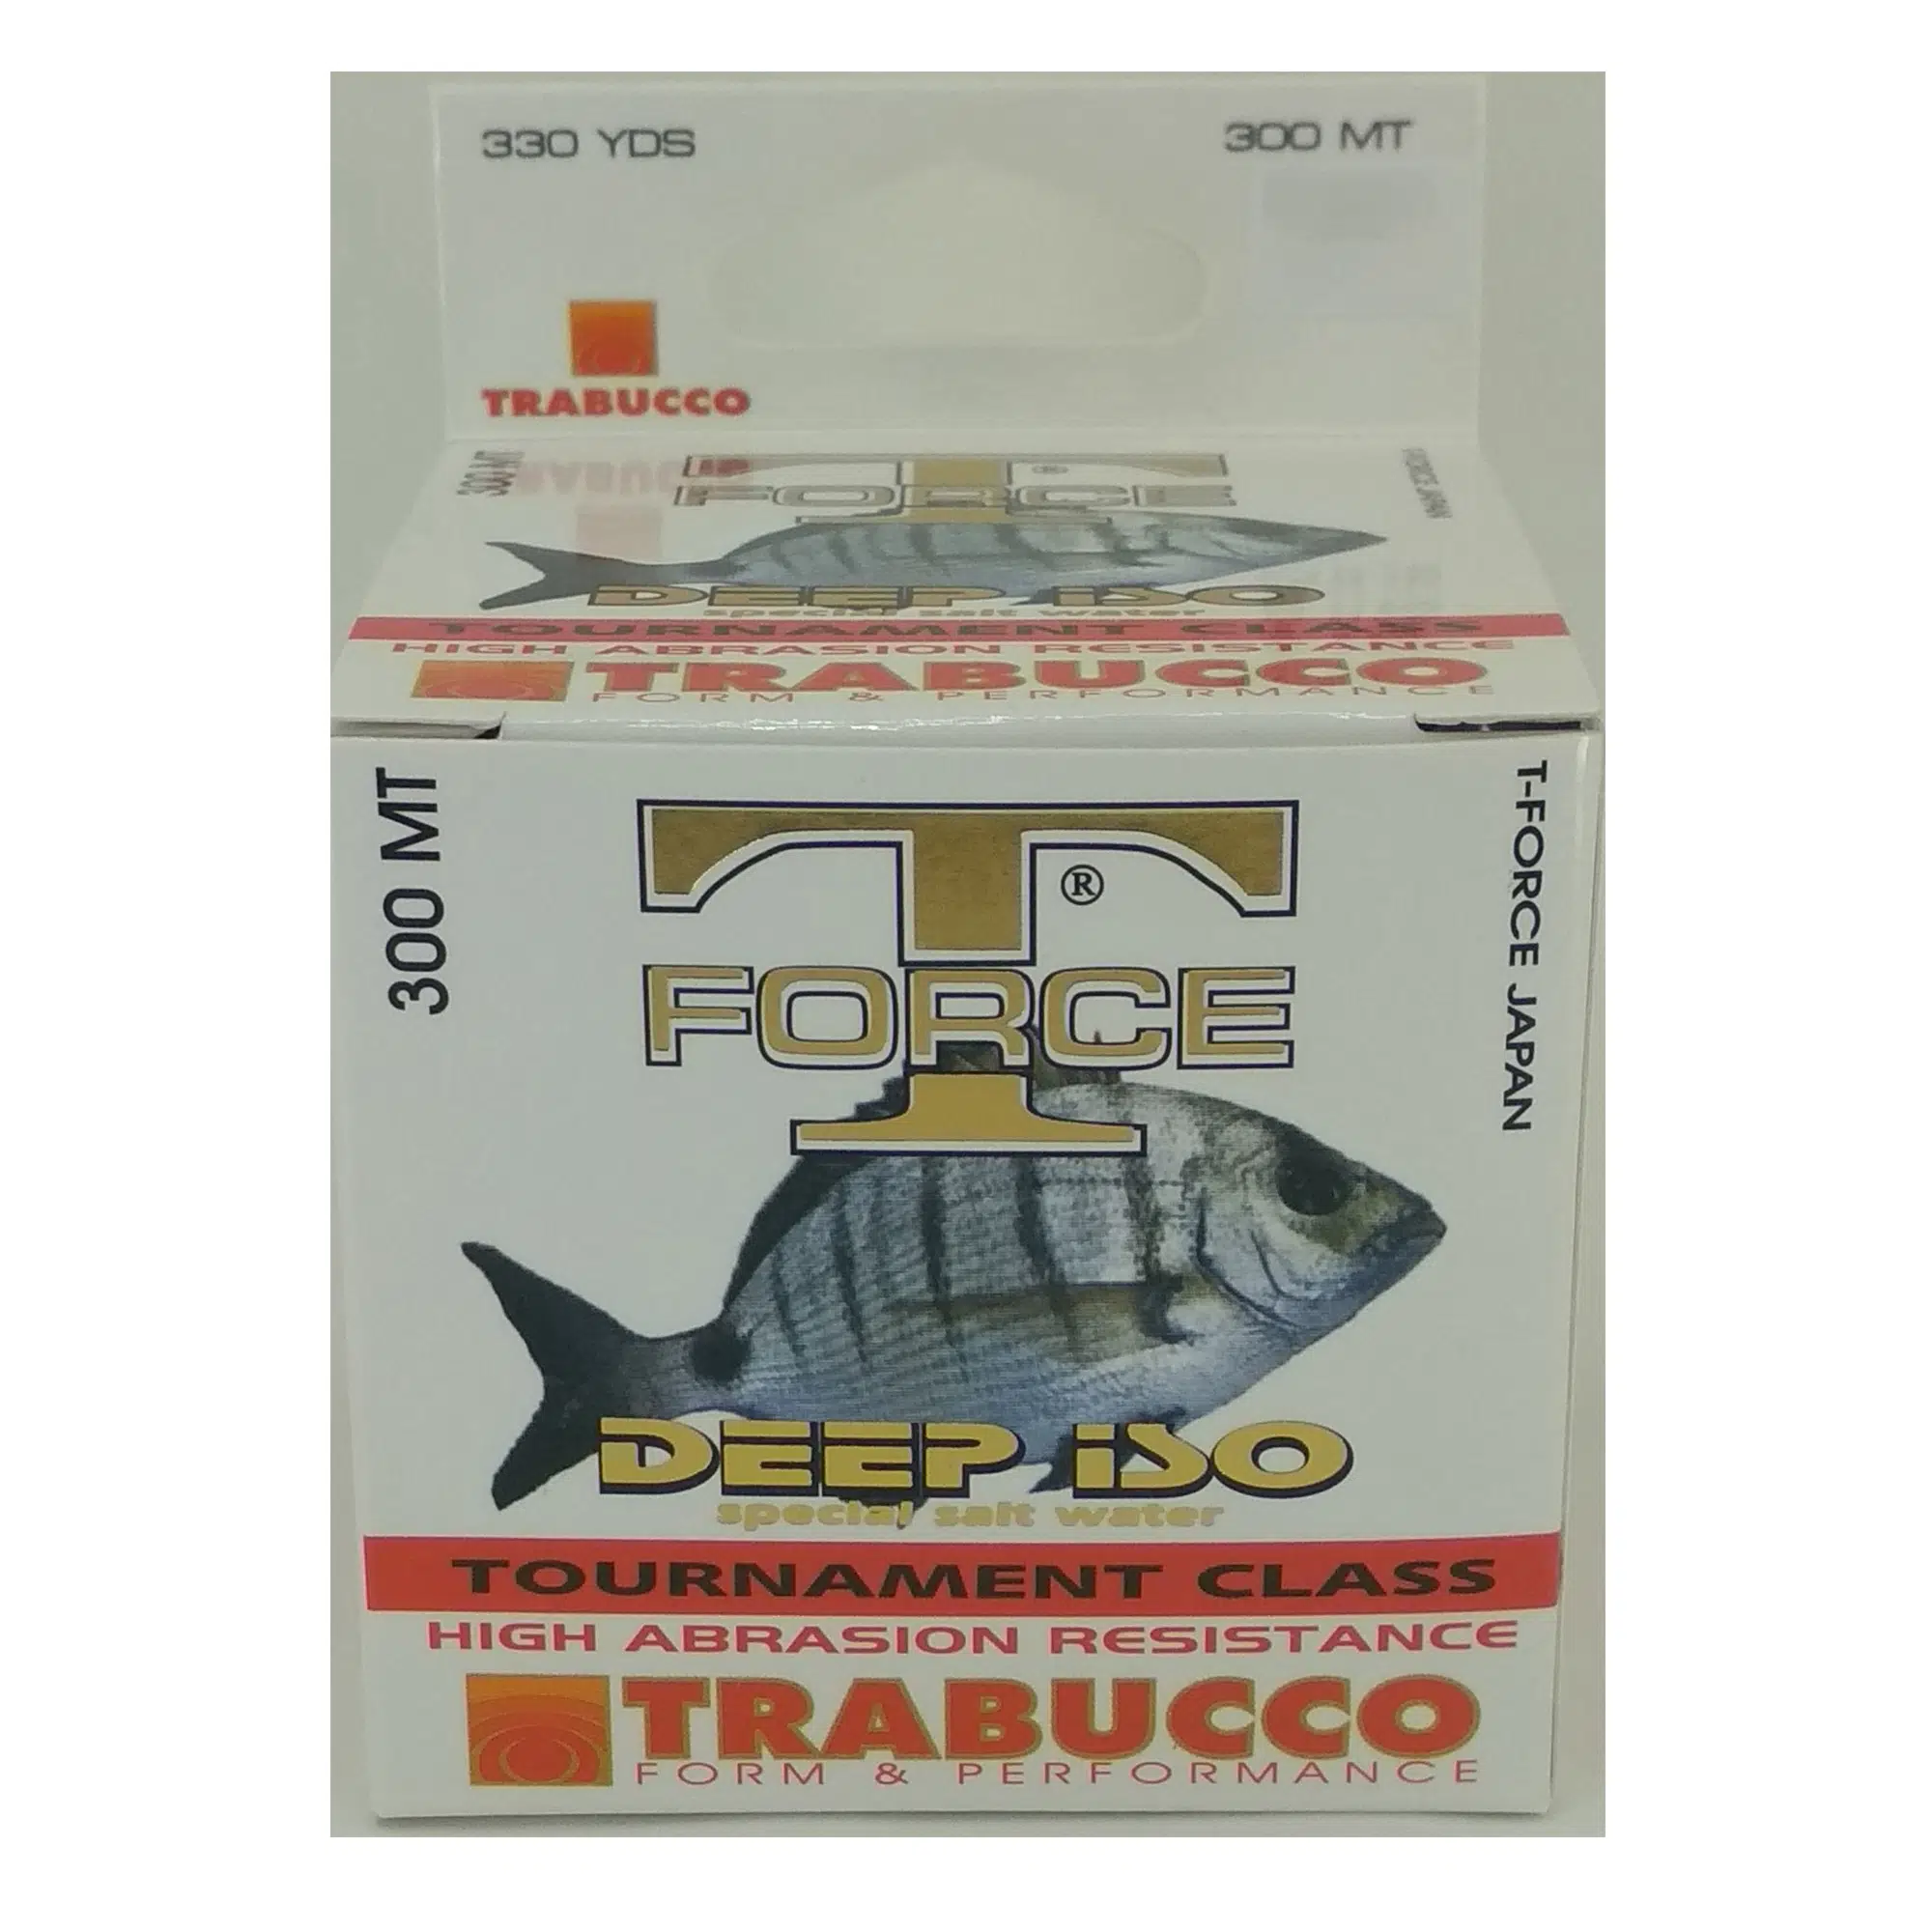 330 YDS
300 MT
TRABUCCO
300 MT
T-FORCE JAPAN
T
®
FORCE
DEEP ISO
special salt water
TOURNAMENT CLASS
HIGH ABRASION RESISTANCE
TRABUCCO
FORM & PERFORMANCE
300 MT
T-FORCE JAPAN
T
®
FORCE
DEEP ISO
special salt water
TOURNAMENT CLASS
HIGH ABRASION RESISTANCE
TRABUCCO
FORM & PERFORMANCE